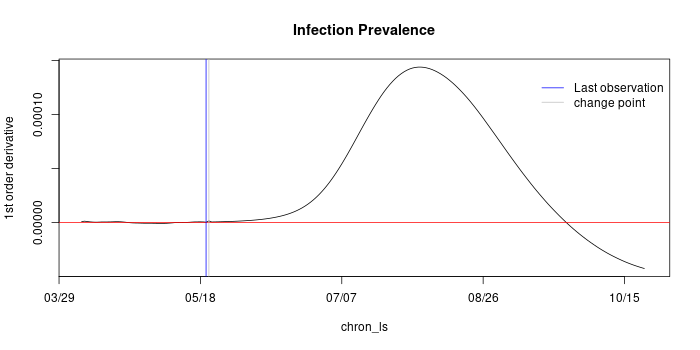 Infection Prevalence
1st order derivative
0.00010
0.00000
Last observation
change point
03/29 05/18 07/07 08/26 10/15
chron_ls